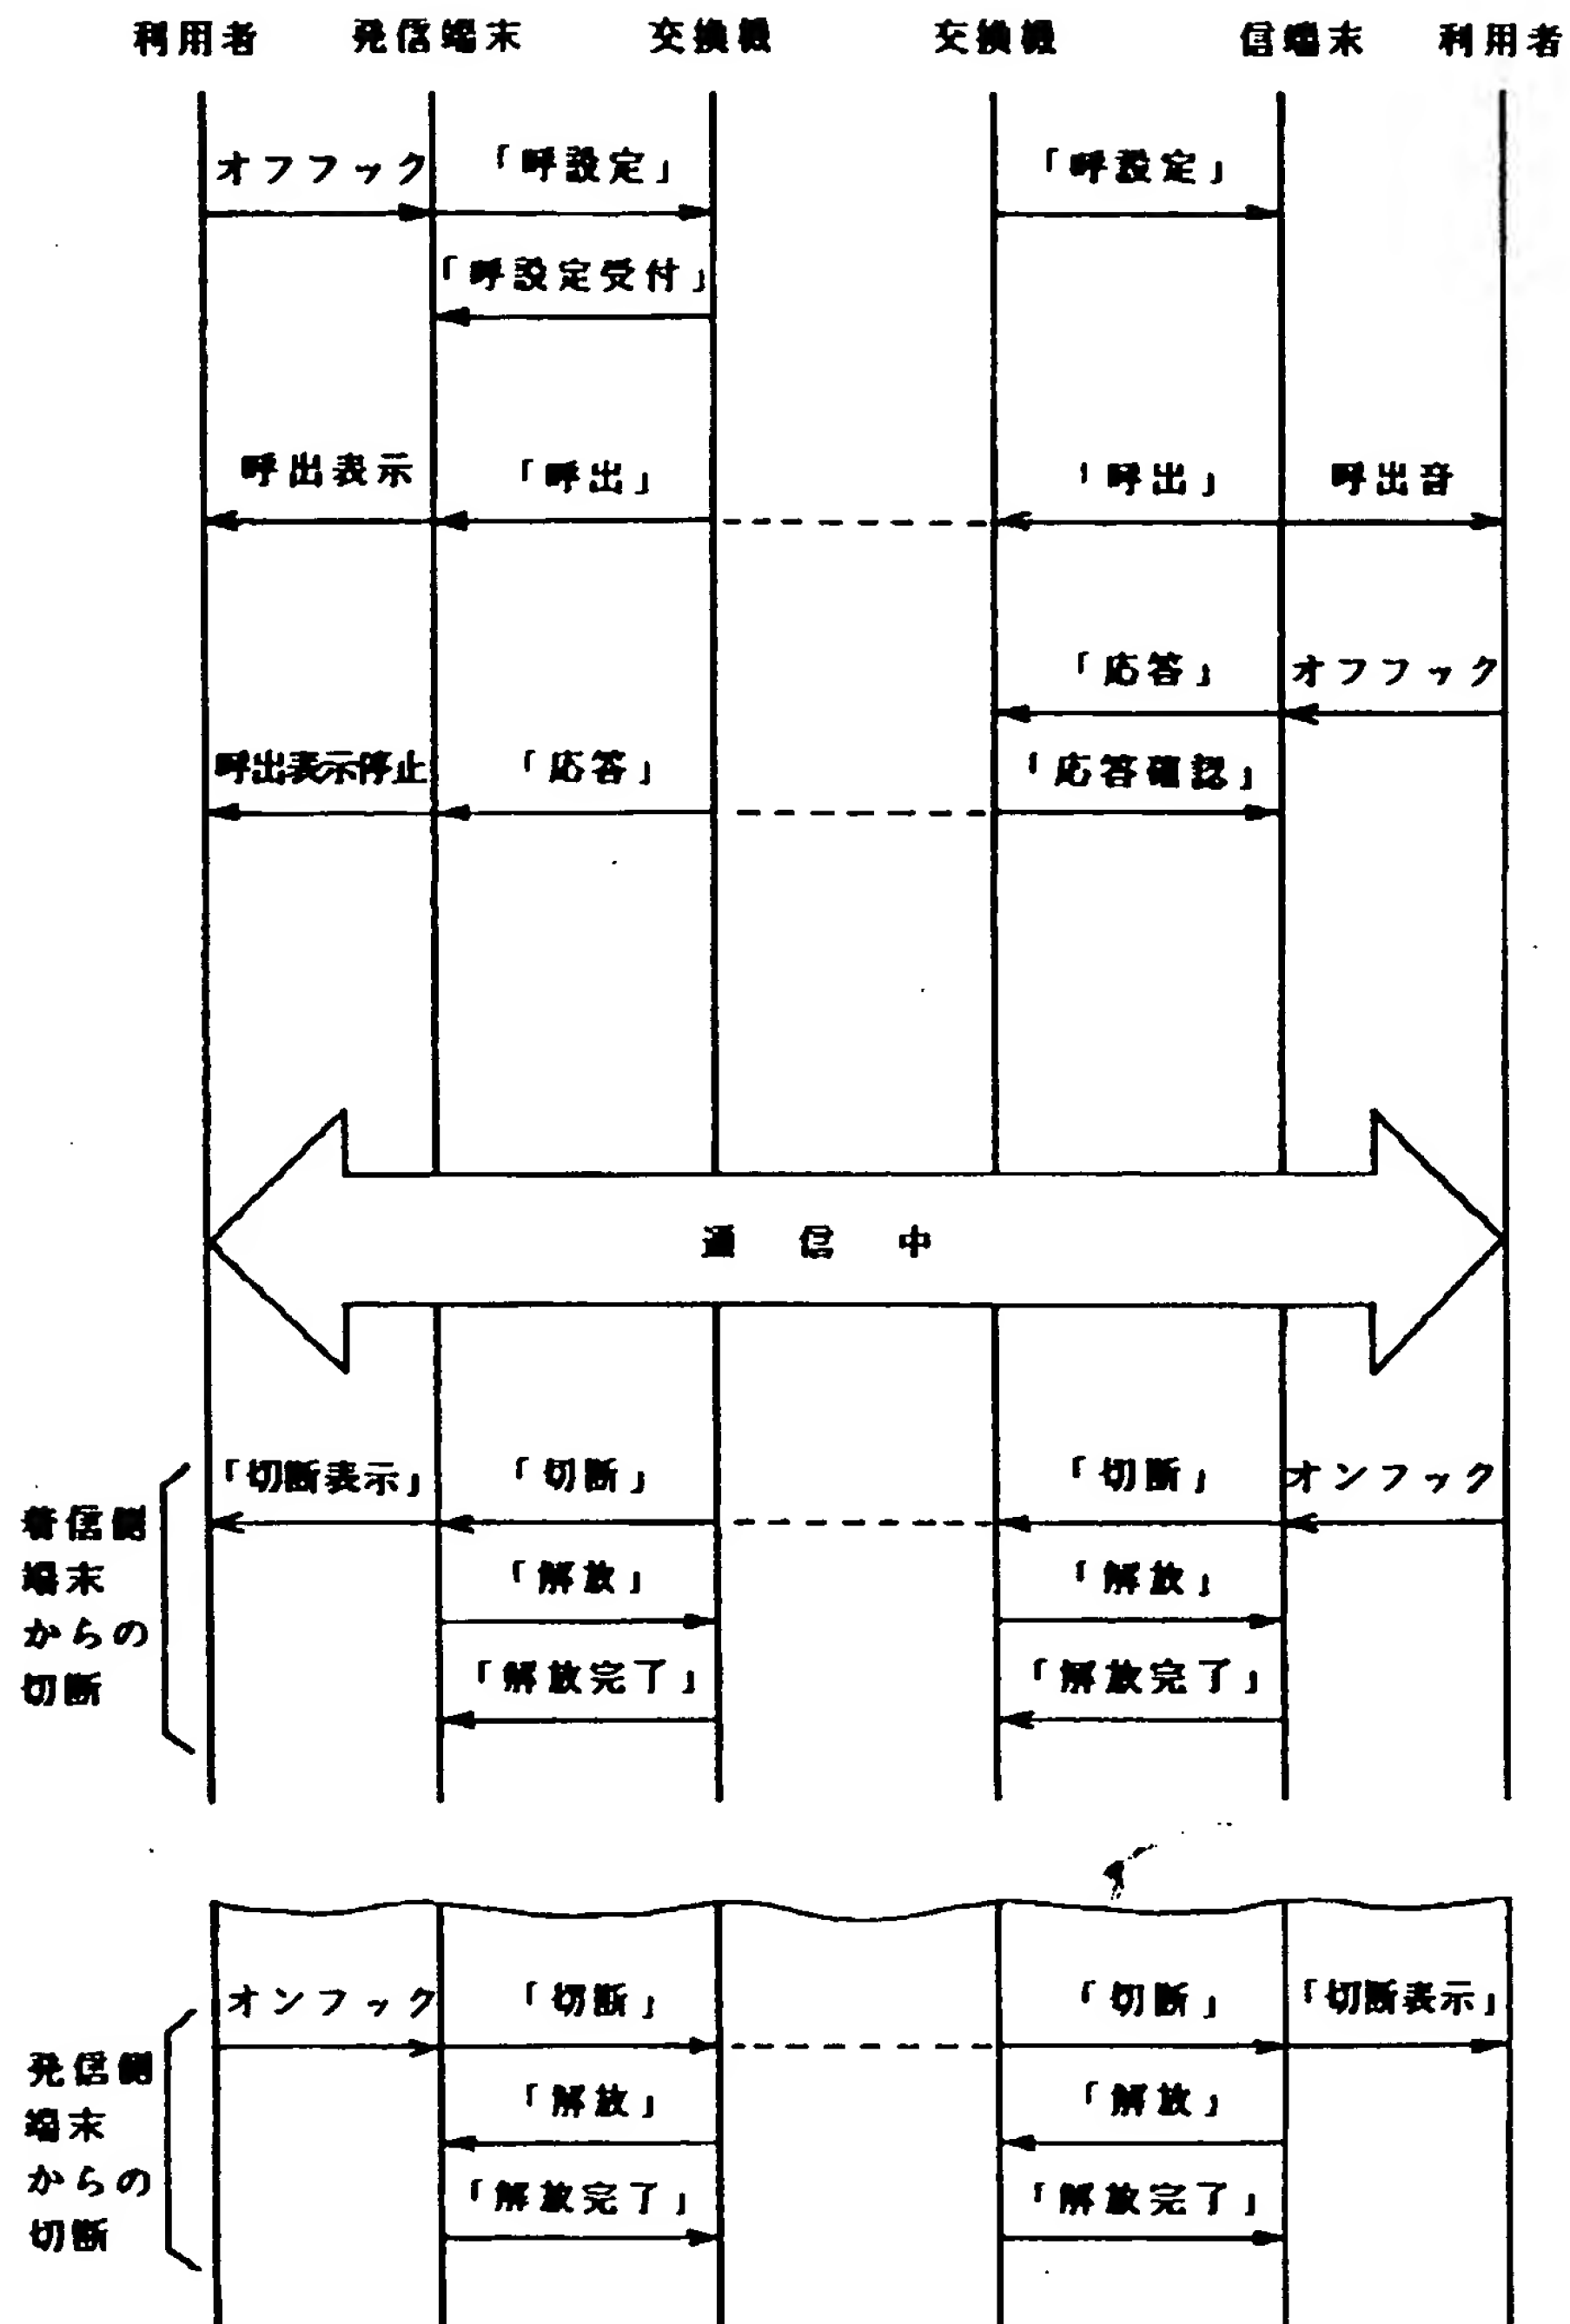 利用者 発信端末 交換機 交換機 信端末 利用者
オフフック 「呼設定」 「呼設定」
「呼設定受付」
呼出表示 「呼出」 「呼出」 呼出音
「応答」 オフフック
呼出表示停止 「応答」 「応答確認」
通信中
「切断表示」 「切断」 「切断」 オンフック
着信側
端末
からの
切断
「解放」 「解放」
「解放完了」 「解放完了」
オンフック 「切断」 「切断」 「切断表示」
発信側
端末
からの
切断
「解放」 「解放」
「解放完了」 「解放完了」